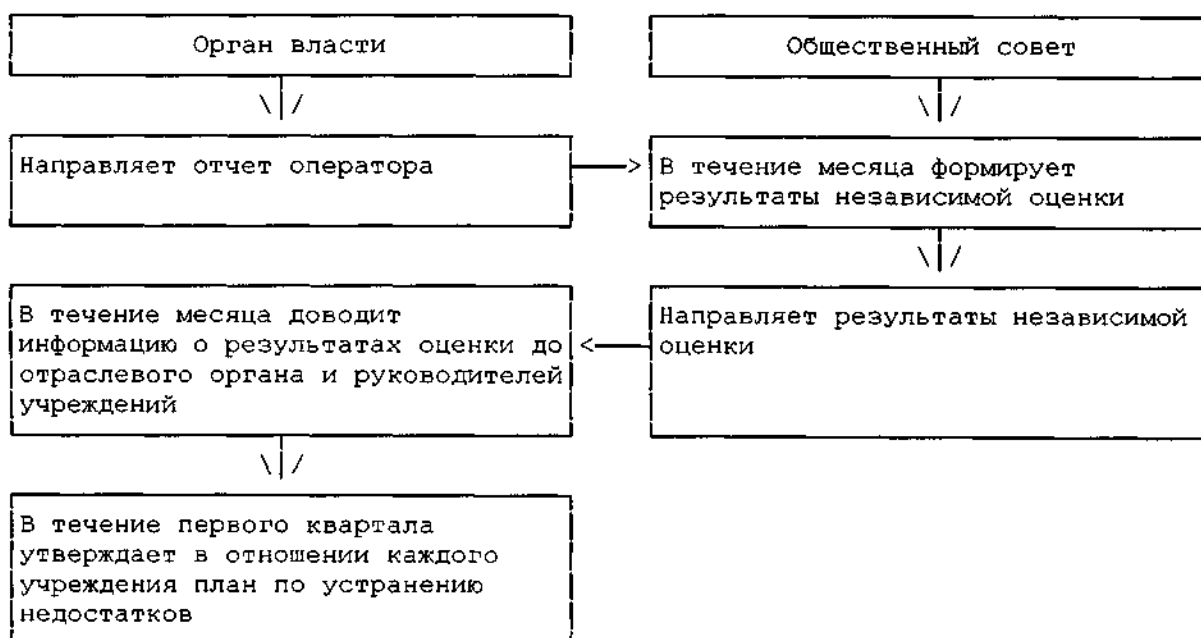 Орган власти
Общественный совет
Направляет отчет оператора
В течение месяца формирует
результаты независимой оценки
В течение месяца доводит
информацию о результатах оценки до
отраслевого органа и руководителей
учреждений
Направляет результаты независимой
оценки
В течение первого квартала
утверждает в отношении каждого
учреждения план по устранению
недостатков